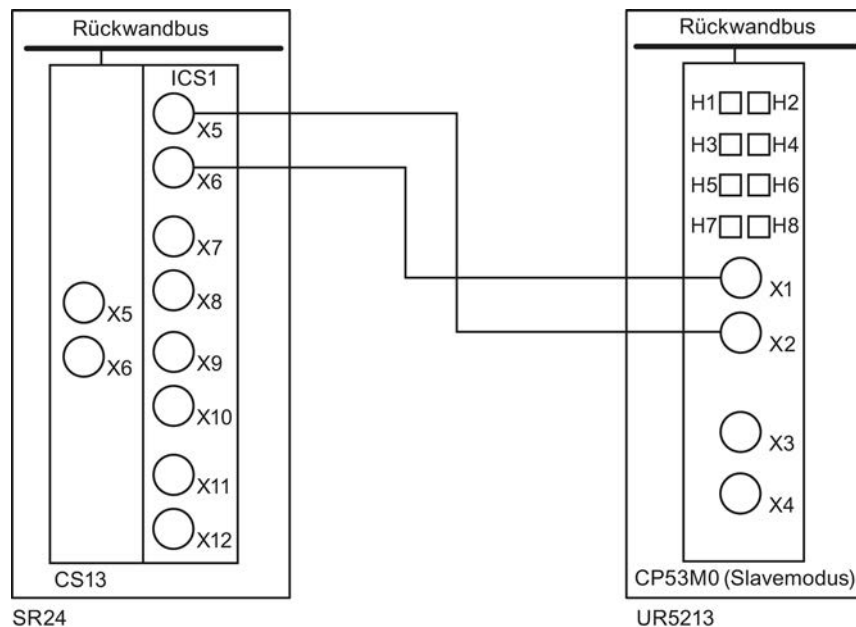 Rückwandbus
ICS1
X5
X6
X7
X8
X5
X6
X9
X10
X11
X12
CS13
SR24
Rückwandbus
H1 H2
H3 H4
H5 H6
H7 H8
X1
X2
X3
X4
CP53M0 (Slavemodus)
UR5213